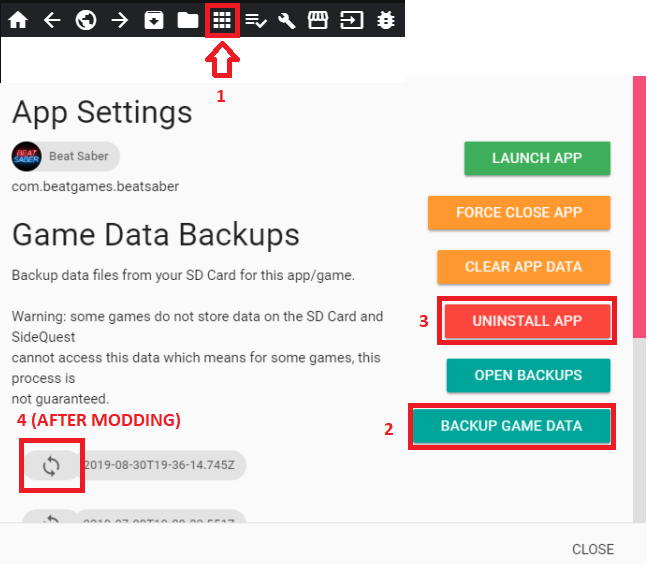 1
App Settings
BEAT SABER
Beat Saber
com.beatgames.beatsaber
Game Data Backups
Backup data files from your SD Card for this app/game.
Warning: some games do not store data on the SD Card and
SideQuest
cannot access this data which means for some games, this
process is
not guaranteed.
4 (AFTER MODDING)
2019-08-30T19-36-14.745Z
LAUNCH APP
FORCE CLOSE APP
CLEAR APP DATA
3
UNINSTALL APP
OPEN BACKUPS
2
BACKUP GAME DATA
CLOSE